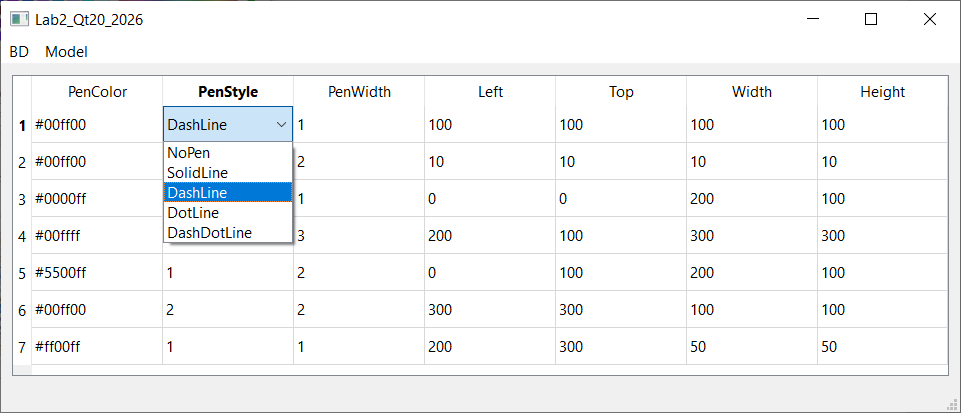 Lab2_Qt20_2026
BD Model
PenColor PenStyle PenWidth Left Top Width Height
1 #00ff00 DashLine 1 100 100 100 100
NoPen
2 #00ff00 2 10 10 10 10
SolidLine
DashLine
3 #0000ff 1 0 0 200 100
DotLine
4 #00ffff 3 200 100 300 300
DashDotLine
5 #5500ff 1 2 0 100 200 100
6 #00ff00 2 2 300 300 100 100
7 #ff00ff 1 1 200 300 50 50